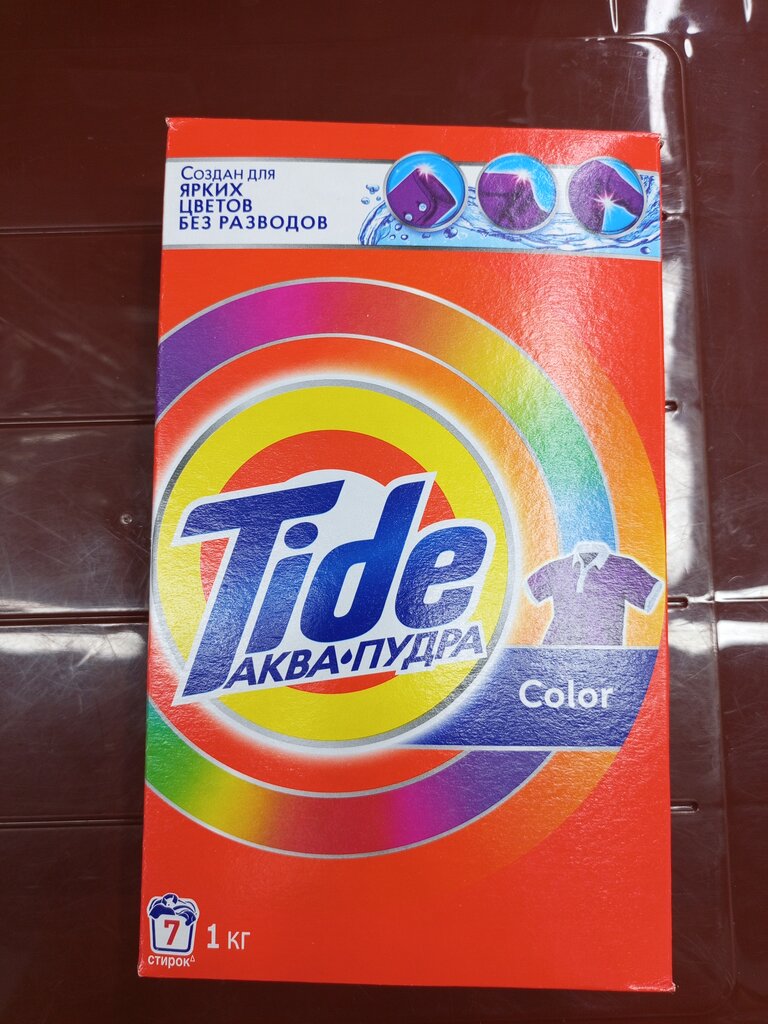 Создан для
ярких
цветов
без разводов
Tide
АКВА•ПУДРА
Color
7
стирок△
1 кг